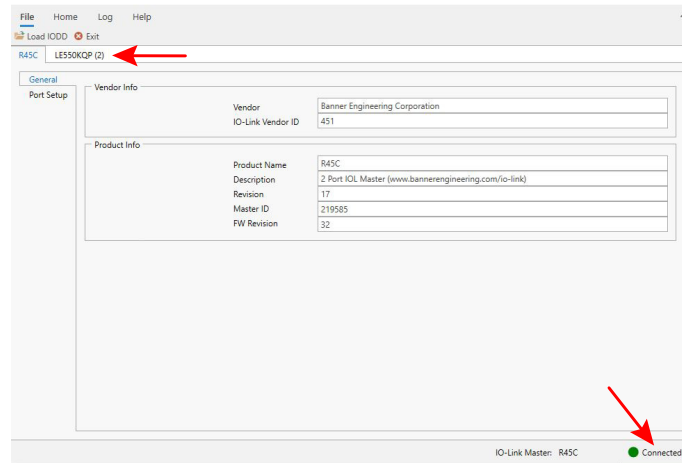 File Home Log Help
Load IODD Exit
R45C LE550KQP (2)
General
Port Setup
Vendor Info
Vendor Banner Engineering Corporation
IO-Link Vendor ID 451
Product Info
Product Name R45C
Description 2 Port IOL Master (www.bannerengineering.com/io-link)
Revision 17
Master ID 219585
FW Revision 32
IO-Link Master: R45C Connected